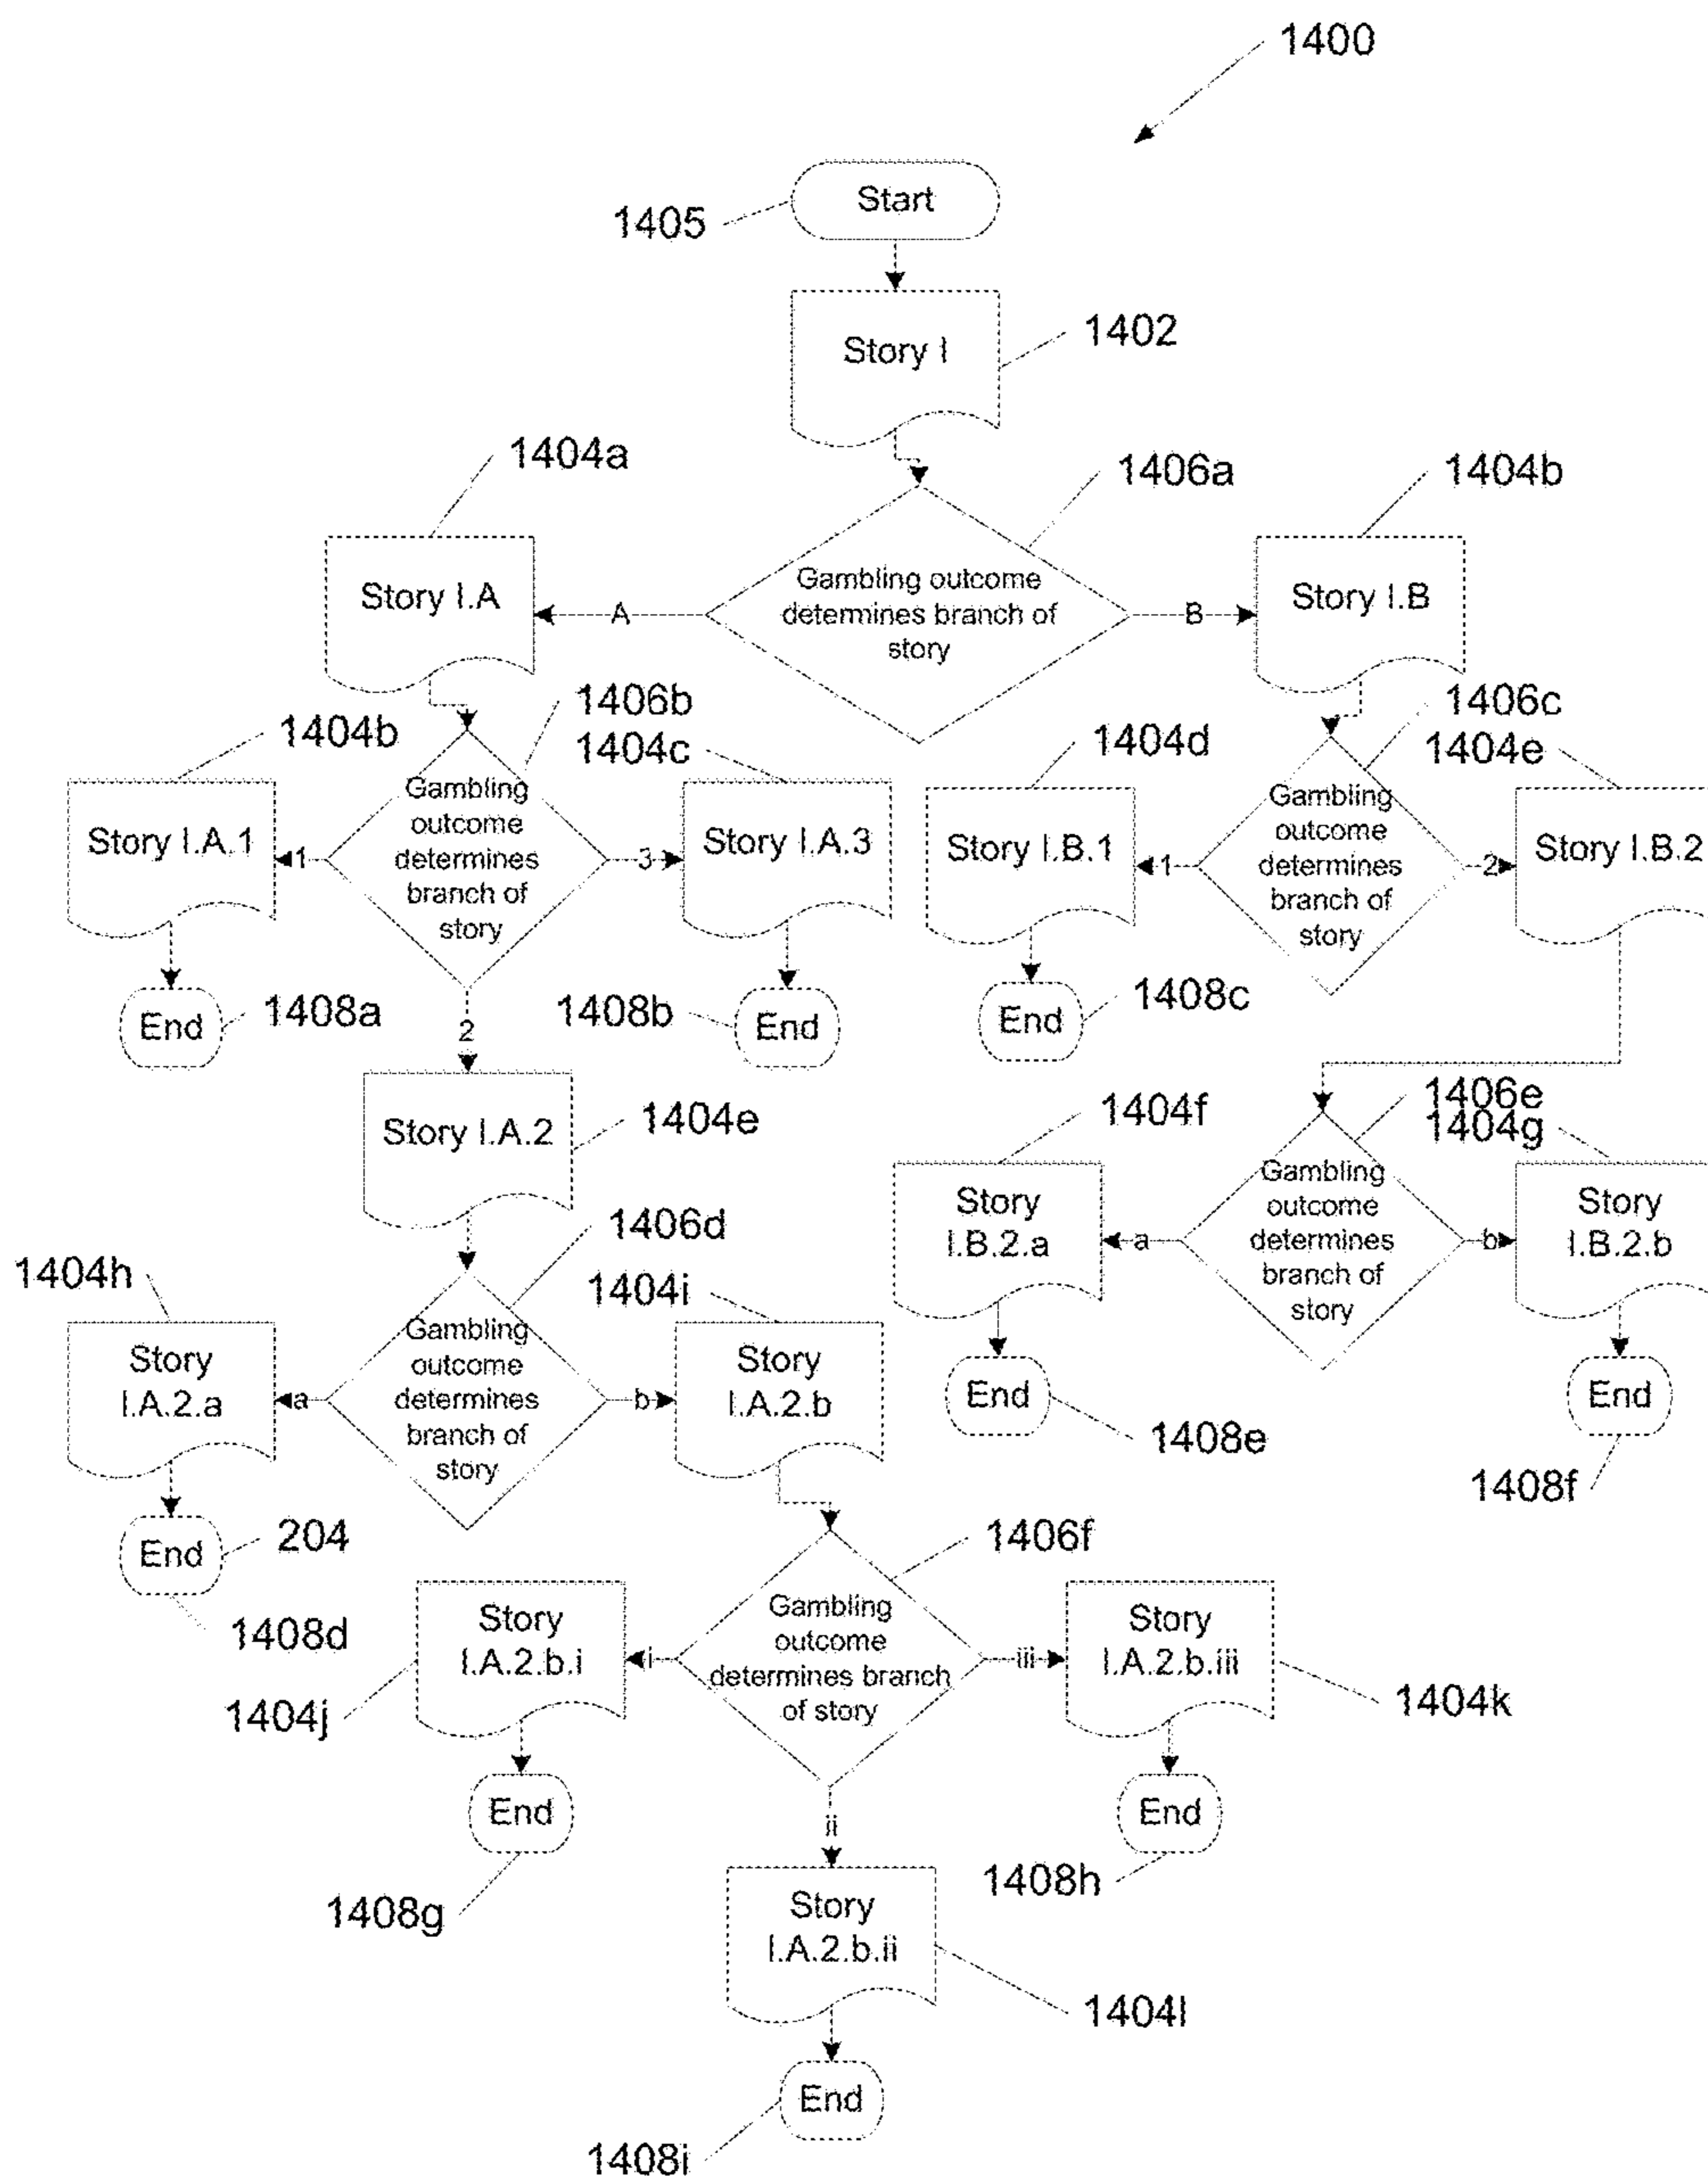 1400
Start
1405
Story I
1402
1404a
1406a
1404b
Story I.A
A
Gambling outcome
determines branch of
story
B
Story I.B
1404b
1406b
1404c
1404d
1406c
1404e
Story I.A.1
1
Gambling
outcome
determines
branch of
story
3
Story I.A.3
Story I.B.1
1
Gambling
outcome
determines
branch of
story
2
Story I.B.2
End
1408a
2
1408b
End
End
1408c
Story I.A.2
1404e
1404f
1406e
1404g
Story
I.B.2.a
a
Gambling
outcome
determines
branch of
story
b
Story
I.B.2.b
1406d
1404h
1404i
Story
I.A.2.a
a
Gambling
outcome
determines
branch of
story
b
Story
I.A.2.b
End
1408e
End
1408f
End
204
1408d
1406f
Story
I.A.2.b.i
i
Gambling
outcome
determines branch
of story
iii
Story
I.A.2.b.iii
1404j
1404k
End
1408g
ii
End
1408h
Story
I.A.2.b.ii
1404l
End
1408i